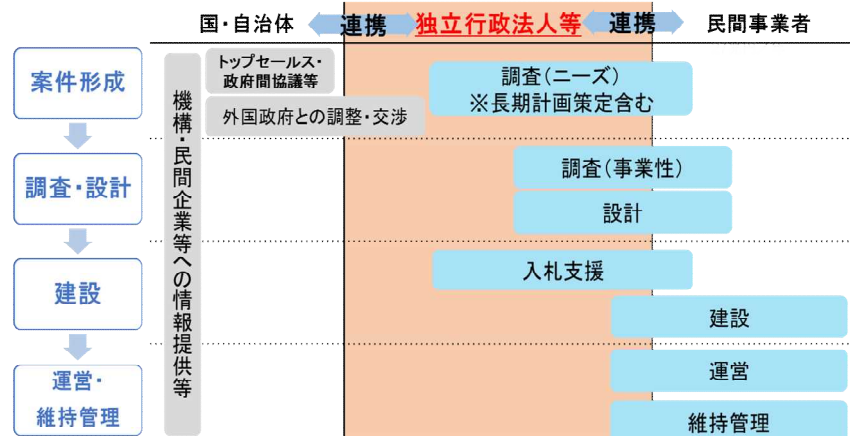 国・自治体
連携
独立行政法人等
連携
民間事業者
案件形成
調査・設計
建設
運営・
維持管理
機構・民間企業等への情報提供等
トップセールス・
政府間協議等
外国政府との調整・交渉
調査(ニーズ)
※長期計画策定含む
調査(事業性)
設計
入札支援
建設
運営
維持管理